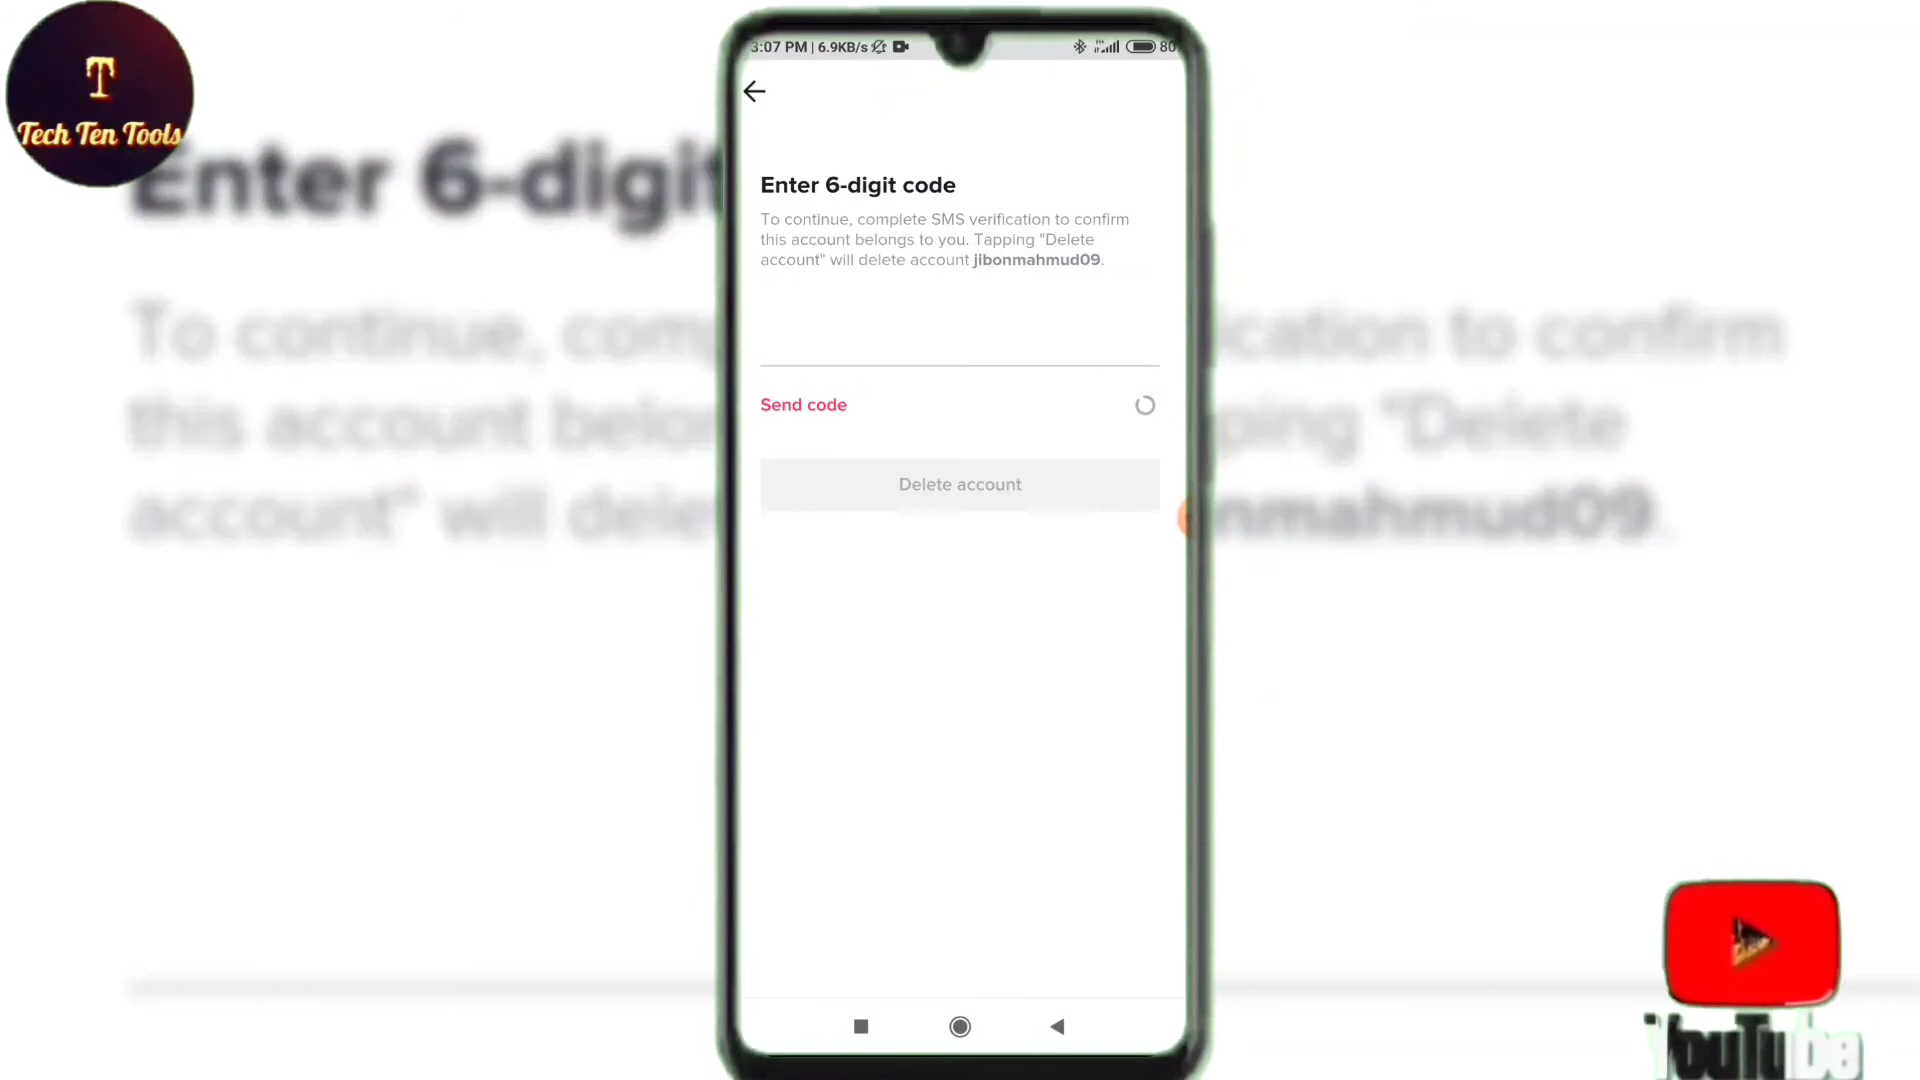 T
Tech Ten Tools
3:07 PM | 6.9KB/s
80
Enter 6-digit code
To continue, complete SMS verification to confirm
this account belongs to you. Tapping "Delete
account" will delete account jibonmahmud09.
Send code
Delete account
Enter 6-digit
To continue, comp
ication to confirm
this account belon
ping "Delete
account" will dele
nmahmud09.
YouTube